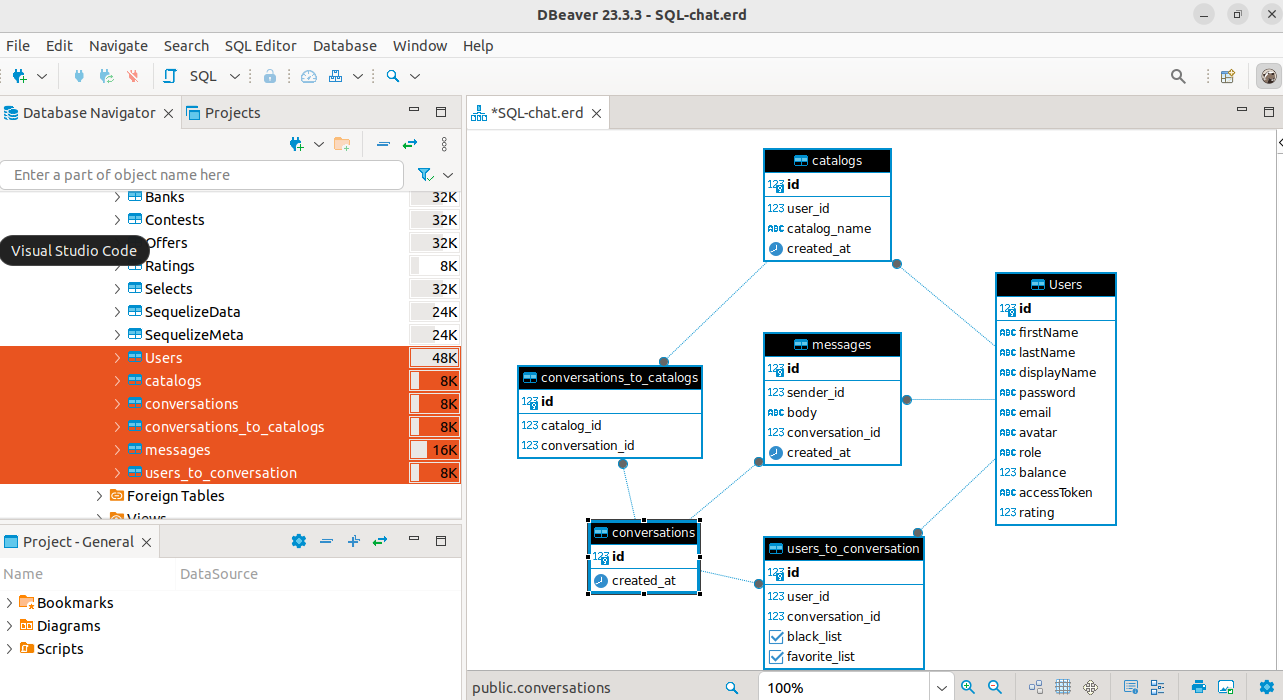 DBeaver 23.3.3 - SQL-chat.erd
File Edit Navigate Search SQL Editor Database Window Help
SQL
Database Navigator
Projects
*SQL-chat.erd
Enter a part of object name here
Banks 32K
Contests 32K
Offers 32K
Visual Studio Code
Ratings 8K
Selects 32K
SequelizeData 24K
SequelizeMeta 24K
Users 48K
catalogs 8K
conversations 8K
conversations_to_catalogs 8K
messages 16K
users_to_conversation 8K
Foreign Tables
Views
Project - General
Name DataSource
Bookmarks
Diagrams
Scripts
catalogs
123 id
123 user_id
ABC catalog_name
created_at
Users
123 id
ABC firstName
ABC lastName
ABC displayName
ABC password
ABC email
ABC avatar
ABC role
123 balance
ABC accessToken
123 rating
messages
123 id
123 sender_id
ABC body
123 conversation_id
created_at
conversations_to_catalogs
123 id
123 catalog_id
123 conversation_id
conversations
123 id
created_at
users_to_conversation
123 id
123 user_id
123 conversation_id
black_list
favorite_list
public.conversations
100%